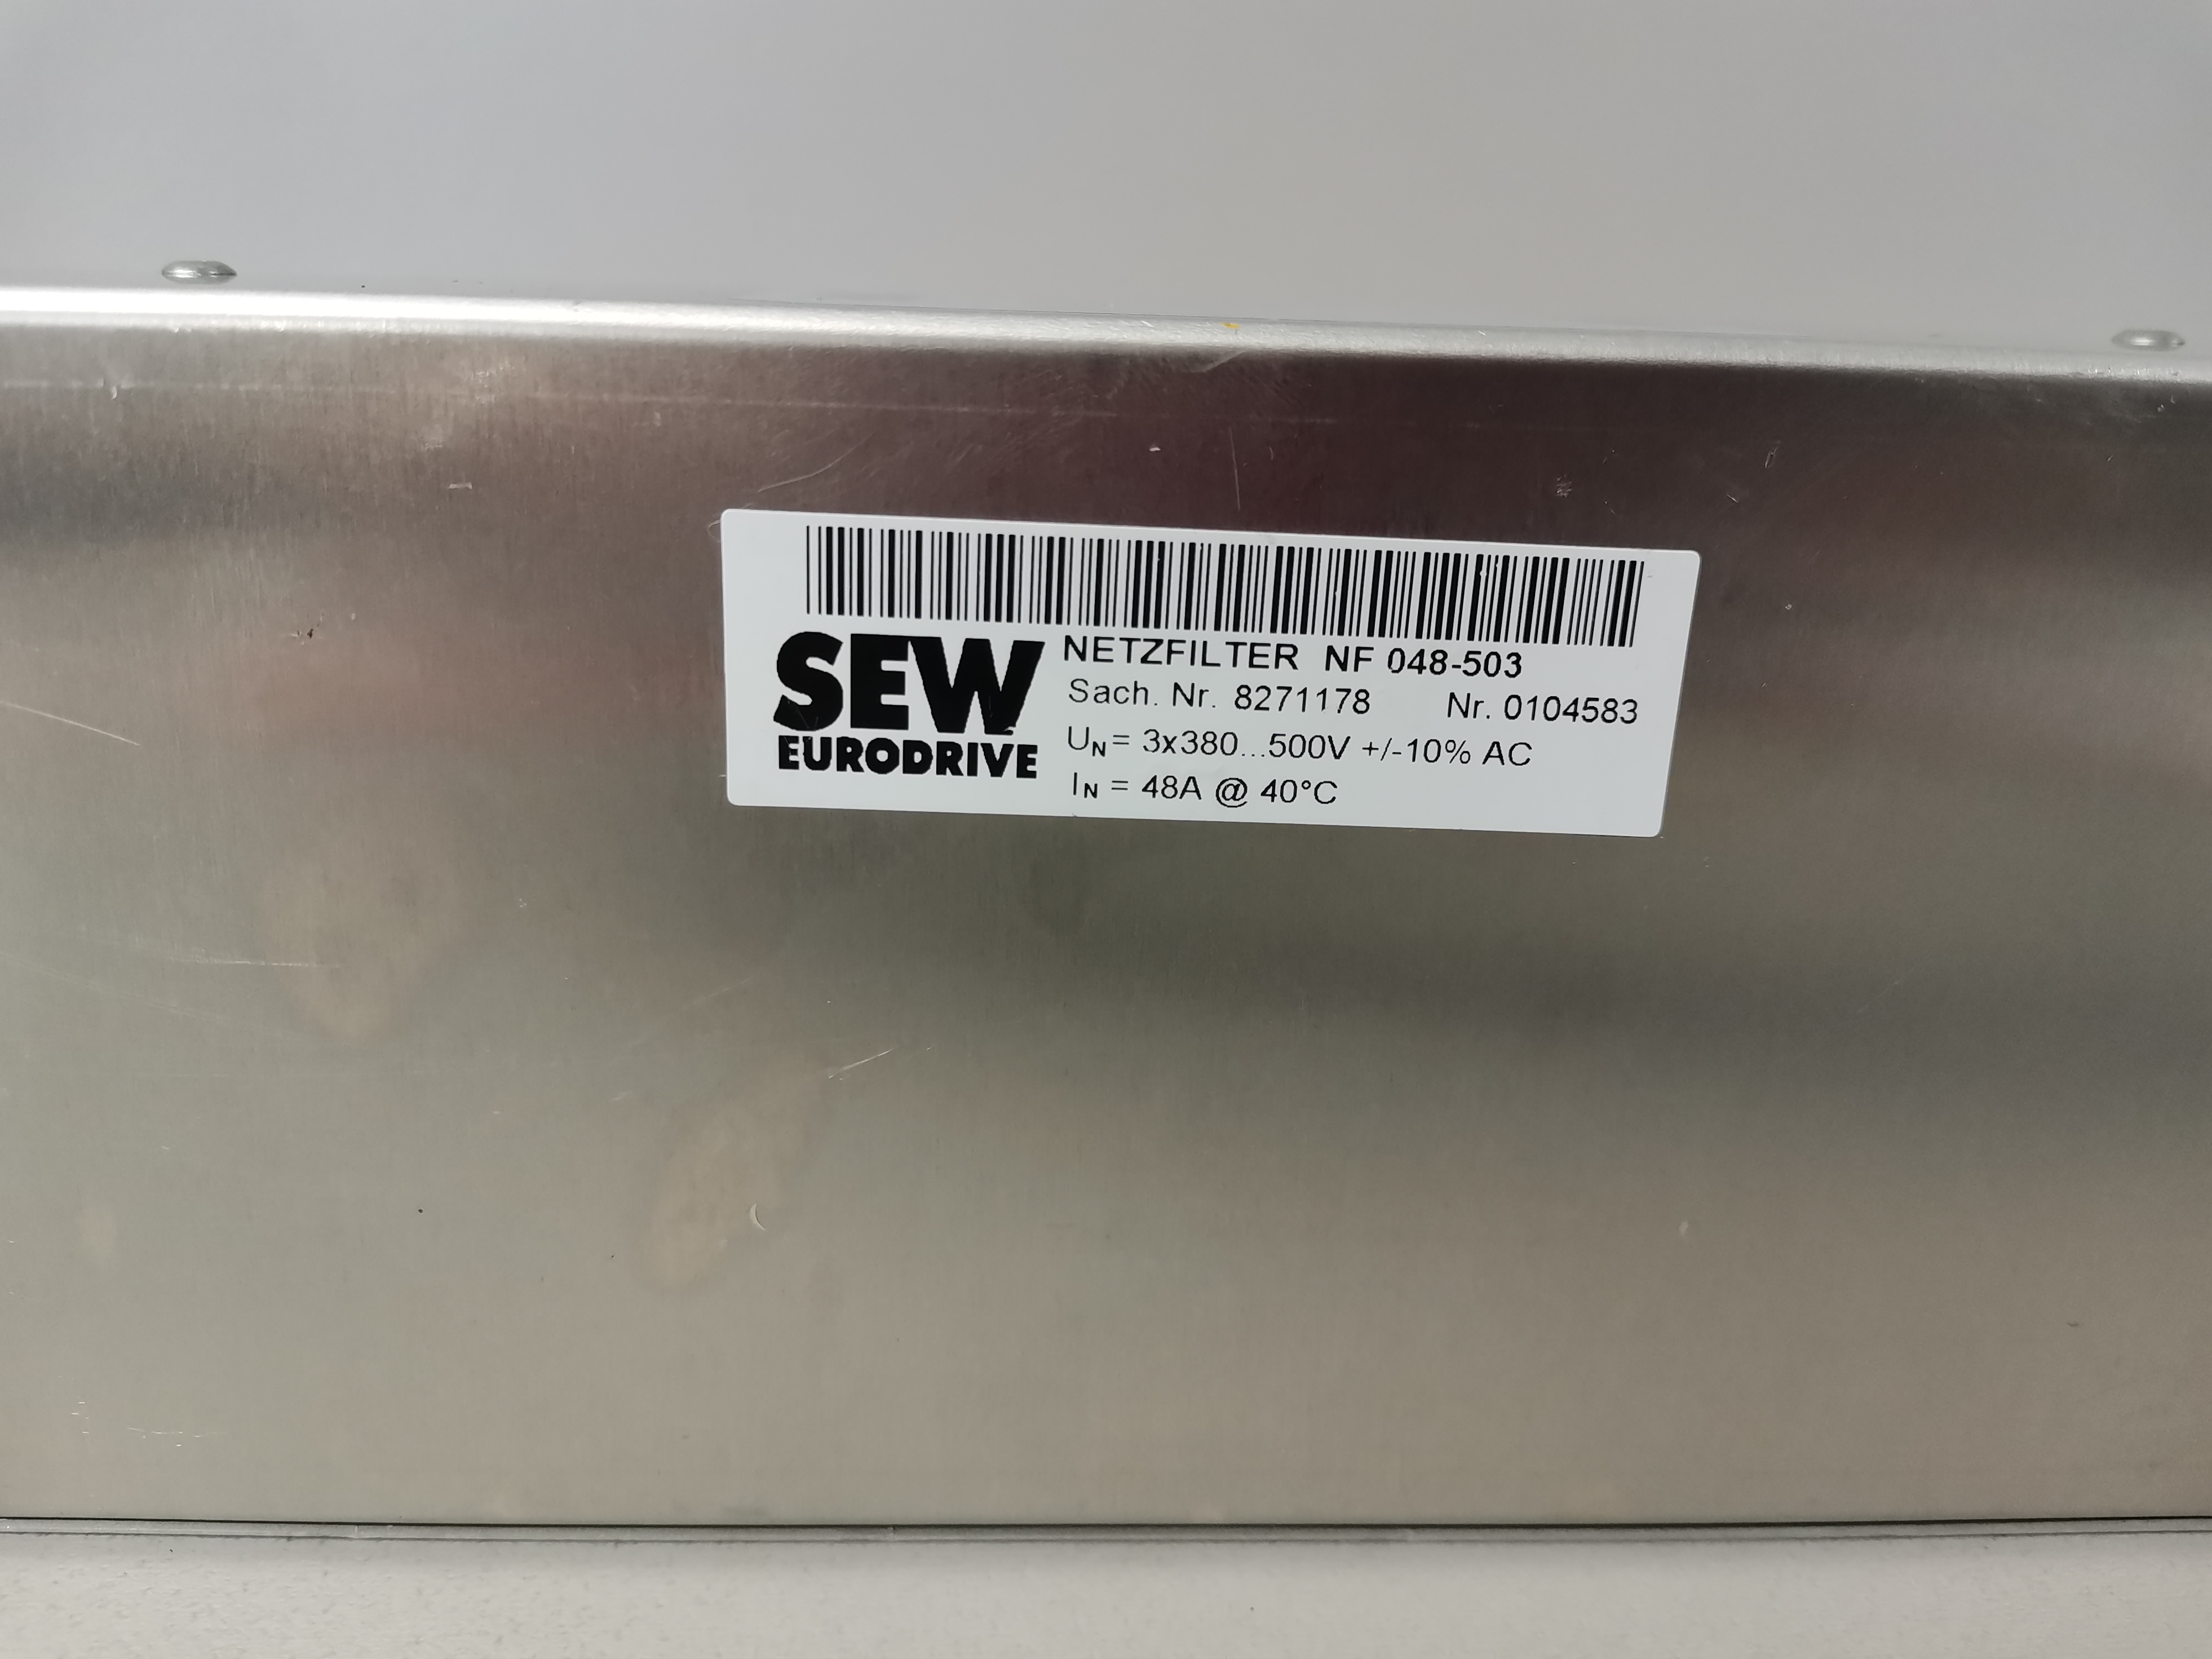 SEW
EURODRIVE
NETZFILTER NF 048-503
Sach. Nr. 8271178 Nr. 0104583
UN = 3x380...500V +/-10% AC
IN = 48A @ 40°C